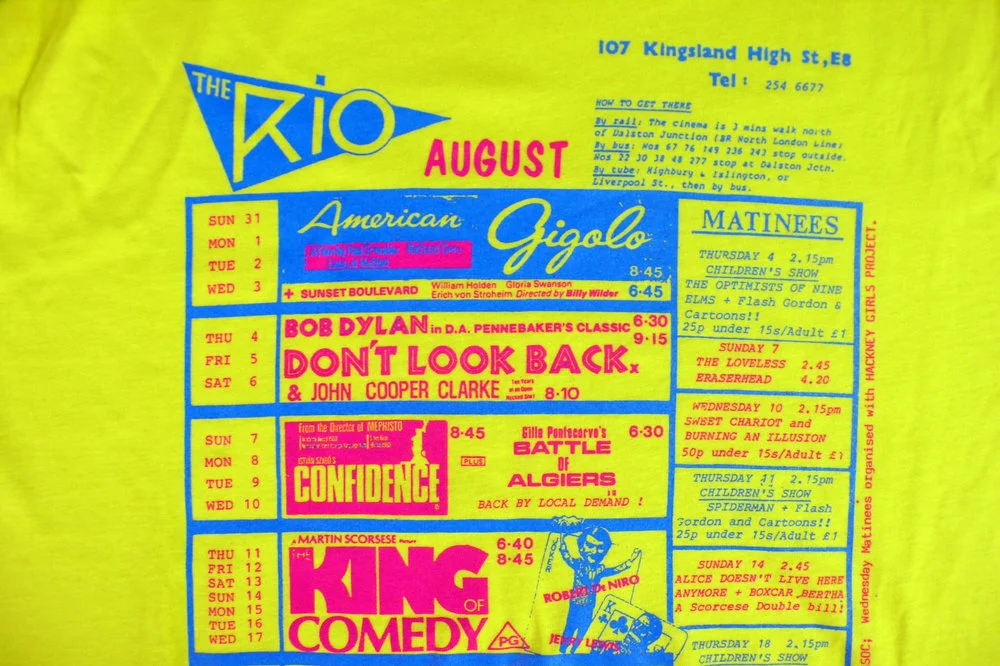 THE RIO
AUGUST
107 Kingsland High St,E8
Tel: 254 6677
HOW TO GET THERE
By rail: The cinema is 3 mins walk north
of Dalston Junction (BR North London Line)
By bus: Nos 67 76 149 236 243 stop outside.
Nos 22 30 38 48 277 stop at Dalston Jctn.
By tube: Highbury & Islington, or
Liverpool St., then by bus.
SUN 31
MON 1
TUE 2
WED 3
American Gigolo
8.45
+ SUNSET BOULEVARD
William Holden Gloria Swanson
Erich von Stroheim Directed by Billy Wilder
6.45
THU 4
FRI 5
SAT 6
BOB DYLAN in D.A. PENNEBAKER'S CLASSIC
6·30
9·15
DON'T LOOK BACK.
& JOHN COOPER CLARKE
Ten Years
in an Open
Necked Shirt
8·10
SUN 7
MON 8
TUE 9
WED 10
From the Director of MEPHISTO
ISTVAN SZABO'S
CONFIDENCE
8·45
PLUS
Gillo Pontecorvo's
6·30
BATTLE
OF
ALGIERS
BACK BY LOCAL DEMAND !
THU 11
FRI 12
SAT 13
SUN 14
MON 15
TUE 16
WED 17
A MARTIN SCORSESE
THE KING
OF
COMEDY
6·40
8·45
PG
JOKER
ROBERT De NIRO
K
JERRY LEWIS
MATINEES
THURSDAY 4 2.15pm
CHILDREN'S SHOW
THE OPTIMISTS OF NINE
ELMS + Flash Gordon &
Cartoons!!
25p under 15s/Adult £1
SUNDAY 7
THE LOVELESS 2.45
ERASERHEAD 4.20
WEDNESDAY 10 2.15pm
SWEET CHARIOT and
BURNING AN ILLUSION
50p under 15s/Adult £1
THURSDAY 11 2.15pm
CHILDREN'S SHOW
SPIDERMAN + Flash
Gordon and Cartoons!!
25p under 15s/Adult £1
SUNDAY 14 2.45
ALICE DOESN'T LIVE HERE
ANYMORE + BOXCAR BERTHA
A Scorcese Double bill!
THURSDAY 18 2.15pm
CHILDREN'S SHOW
SOC; Wednesday Matinees organised with HACKNEY GIRLS PROJECT.